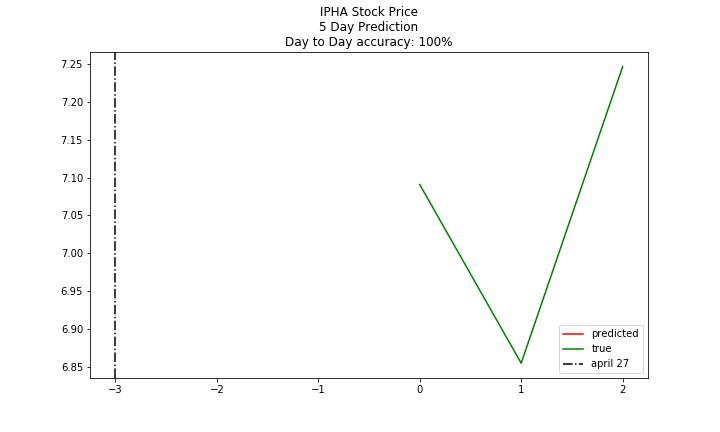 IPHA Stock Price
5 Day Prediction
Day to Day accuracy: 100%
7.25
7.20
7.15
7.10
7.05
7.00
6.95
6.90
6.85
−3
−2
−1
0
1
2
predicted
true
april 27